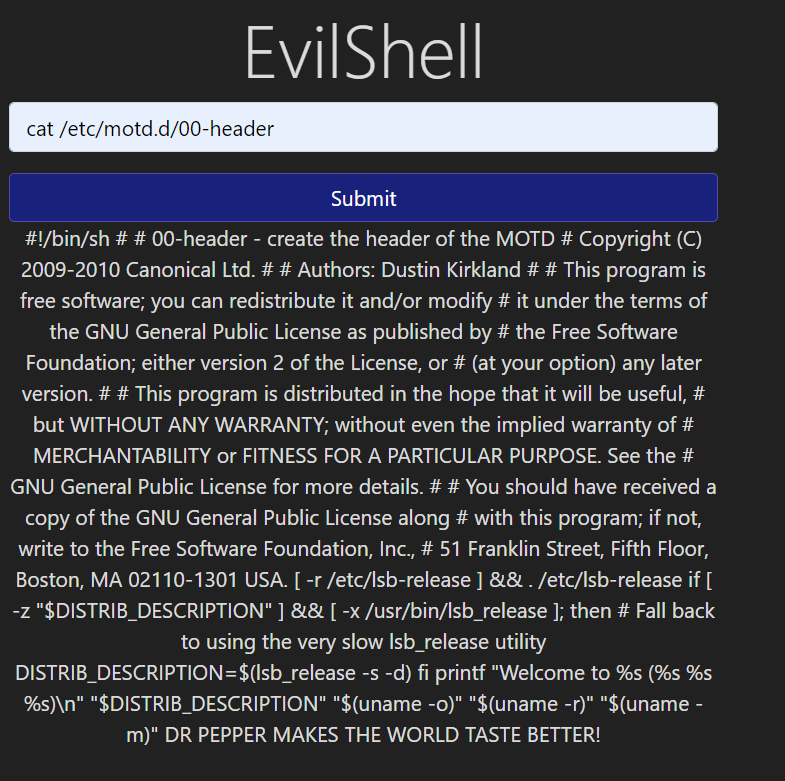 EvilShell
cat /etc/motd.d/00-header
Submit
#!/bin/sh # # 00-header - create the header of the MOTD # Copyright (C)
2009-2010 Canonical Ltd. # # Authors: Dustin Kirkland # # This program is
free software; you can redistribute it and/or modify # it under the terms of
the GNU General Public License as published by # the Free Software
Foundation; either version 2 of the License, or # (at your option) any later
version. # # This program is distributed in the hope that it will be useful, #
but WITHOUT ANY WARRANTY; without even the implied warranty of #
MERCHANTABILITY or FITNESS FOR A PARTICULAR PURPOSE. See the #
GNU General Public License for more details. # # You should have received a
copy of the GNU General Public License along # with this program; if not,
write to the Free Software Foundation, Inc., # 51 Franklin Street, Fifth Floor,
Boston, MA 02110-1301 USA. [ -r /etc/lsb-release ] && . /etc/lsb-release if [
-z "$DISTRIB_DESCRIPTION" ] && [ -x /usr/bin/lsb_release ]; then # Fall back
to using the very slow lsb_release utility
DISTRIB_DESCRIPTION=$(lsb_release -s -d) fi printf "Welcome to %s (%s %s
%s)\n" "$DISTRIB_DESCRIPTION" "$(uname -o)" "$(uname -r)" "$(uname -
m)" DR PEPPER MAKES THE WORLD TASTE BETTER!